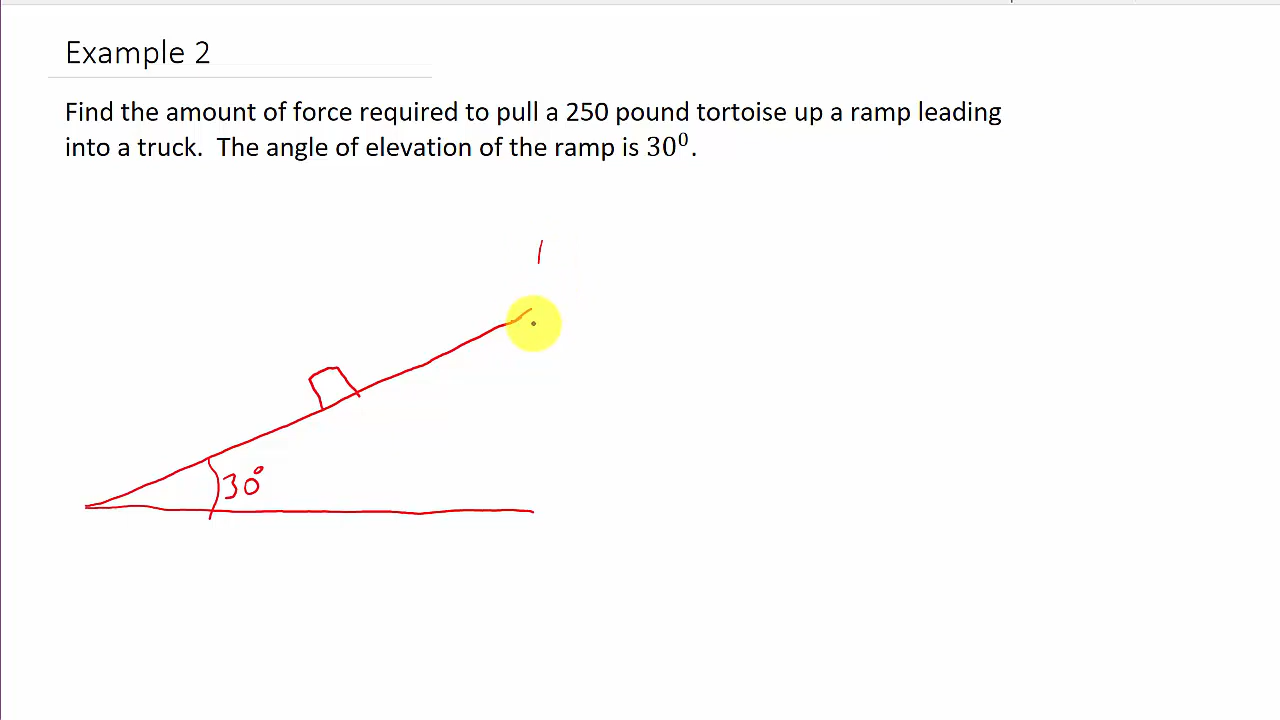 Example 2
Find the amount of force required to pull a 250 pound tortoise up a ramp leading
into a truck. The angle of elevation of the ramp is 30⁰.
30°